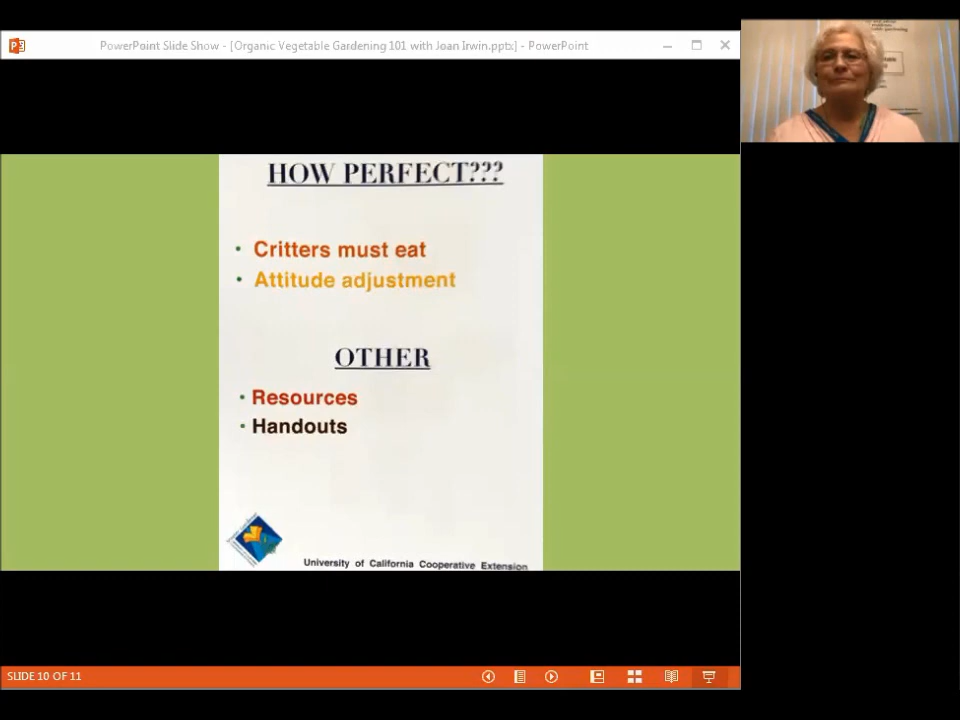 PowerPoint Slide Show - [Organic Vegetable Gardening 101 with Joan Irwin.pptx] - PowerPoint
HOW PERFECT???
• Critters must eat
• Attitude adjustment
OTHER
• Resources
• Handouts
University of California Cooperative Extension
SLIDE 10 OF 11